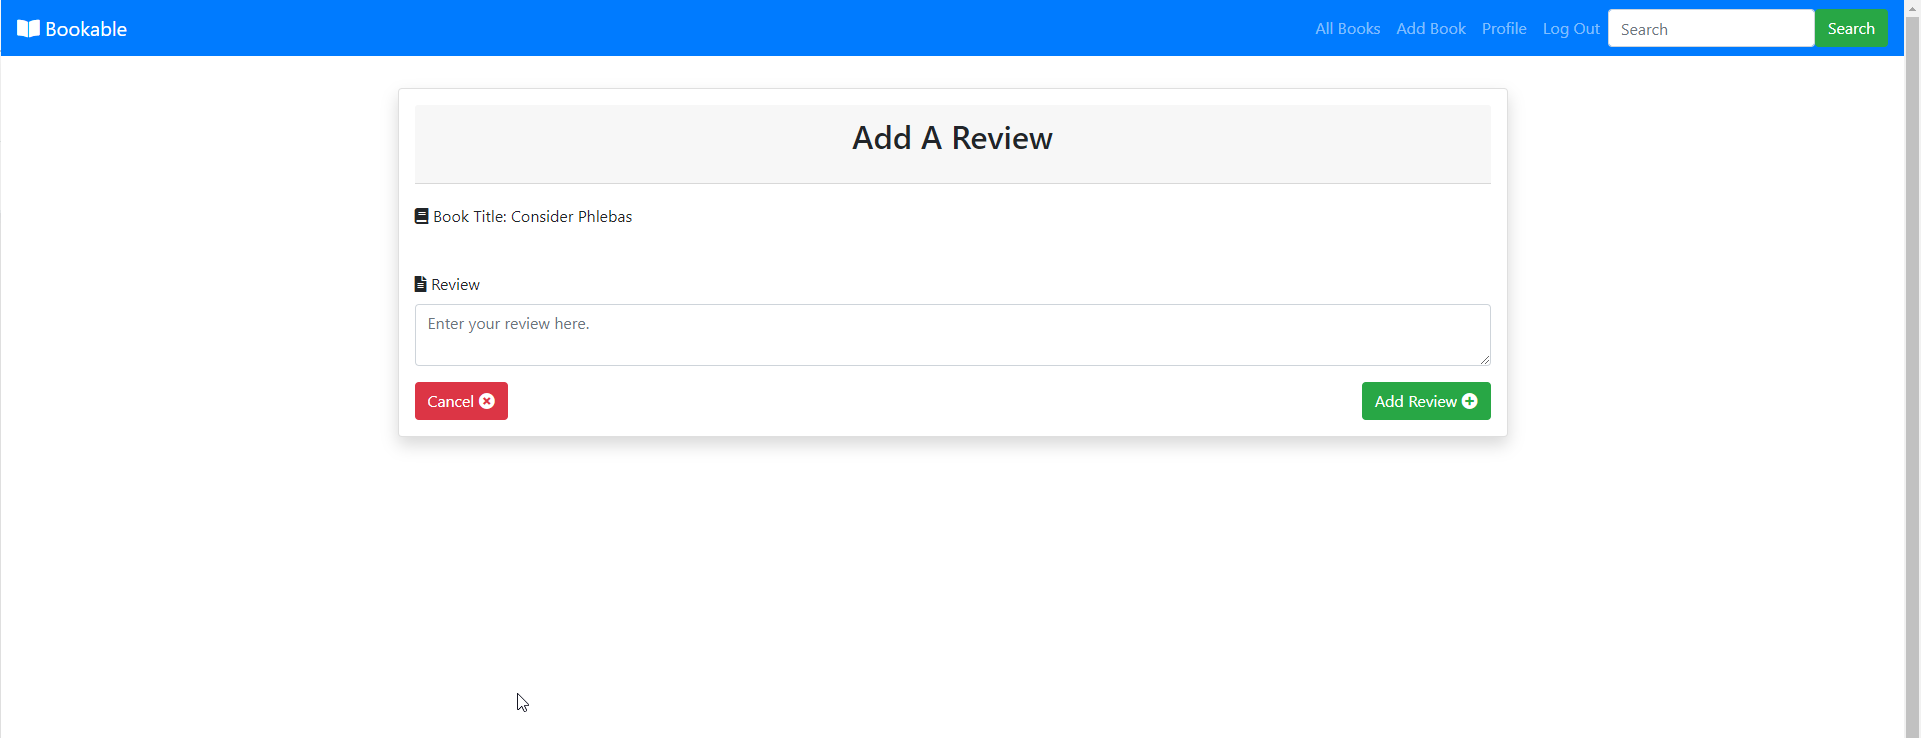 Bookable
All Books Add Book Profile Log Out Search Search
Add A Review
Book Title: Consider Phlebas
Review
Enter your review here.
Cancel Add Review